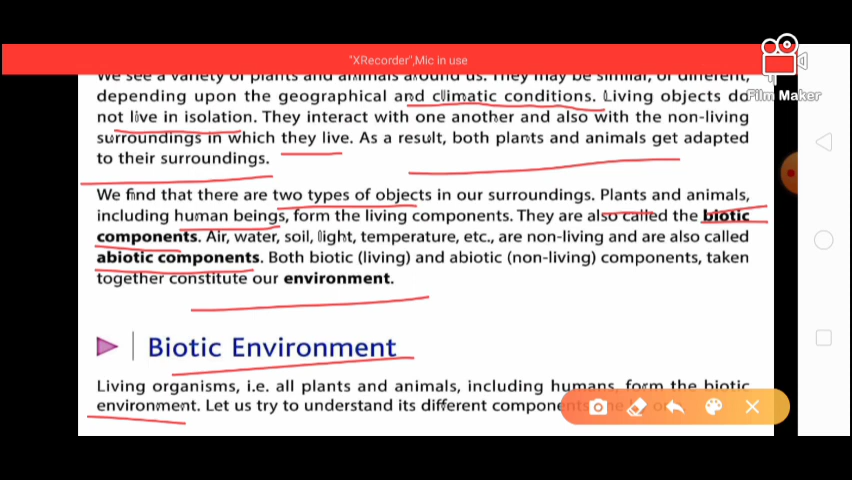 "XRecorder",Mic in use
Film Maker
We see a variety of plants and animals around us. They may be similar, or different,
depending upon the geographical and climatic conditions. Living objects do
not live in isolation. They interact with one another and also with the non-living
surroundings in which they live. As a result, both plants and animals get adapted
to their surroundings.
We find that there are two types of objects in our surroundings. Plants and animals,
including human beings, form the living components. They are also called the biotic
components. Air, water, soil, light, temperature, etc., are non-living and are also called
abiotic components. Both biotic (living) and abiotic (non-living) components, taken
together constitute our environment.
Biotic Environment
Living organisms, i.e. all plants and animals, including humans, form the biotic
environment. Let us try to understand its different components